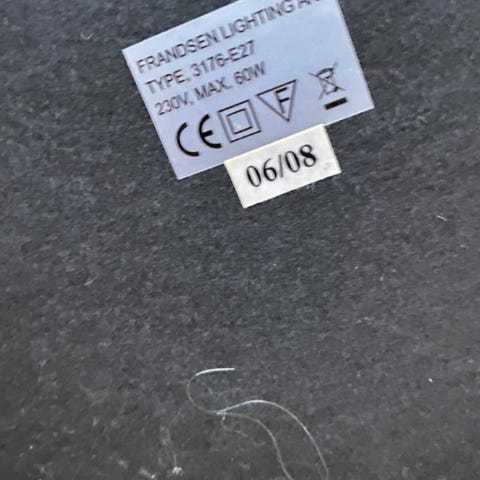 FRANDSEN LIGHTING
TYPE. 3176-E27
230V, MAX. 60W
CE F
06/08